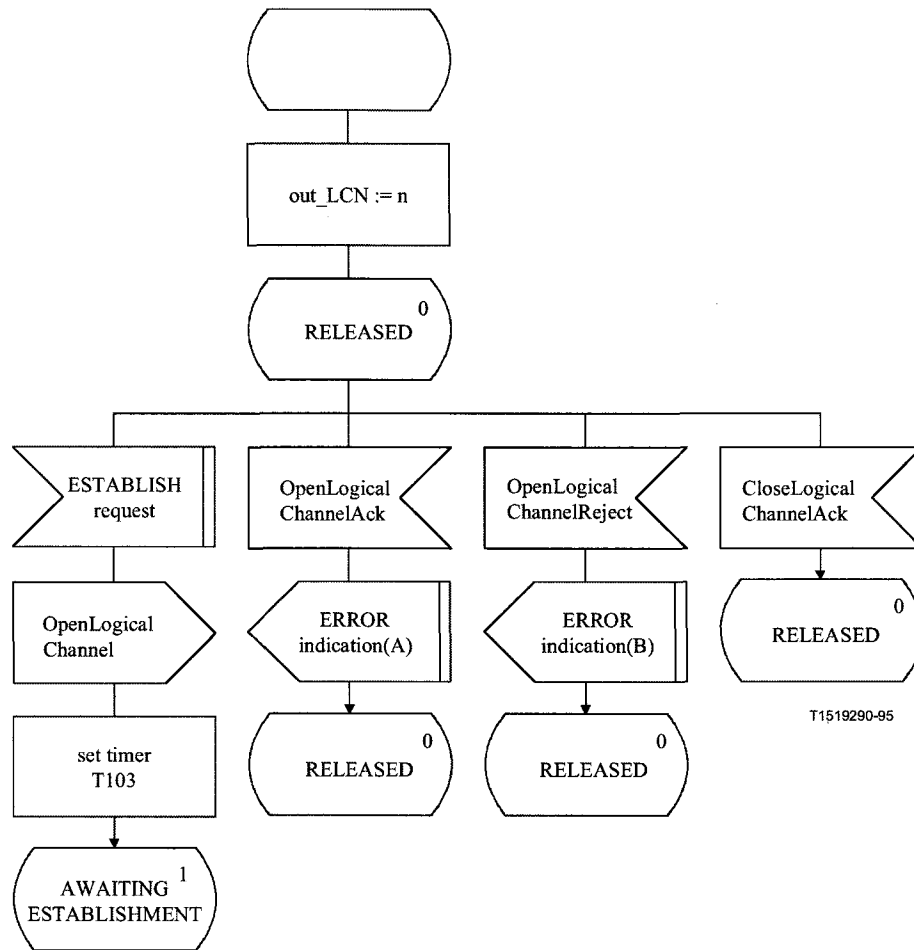 out_LCN := n
0
RELEASED
ESTABLISH
request
OpenLogical
ChannelAck
OpenLogical
ChannelReject
CloseLogical
ChannelAck
OpenLogical
Channel
ERROR
indication(A)
ERROR
indication(B)
0
RELEASED
set timer
T103
0
RELEASED
0
RELEASED
T1519290-95
1
AWAITING
ESTABLISHMENT